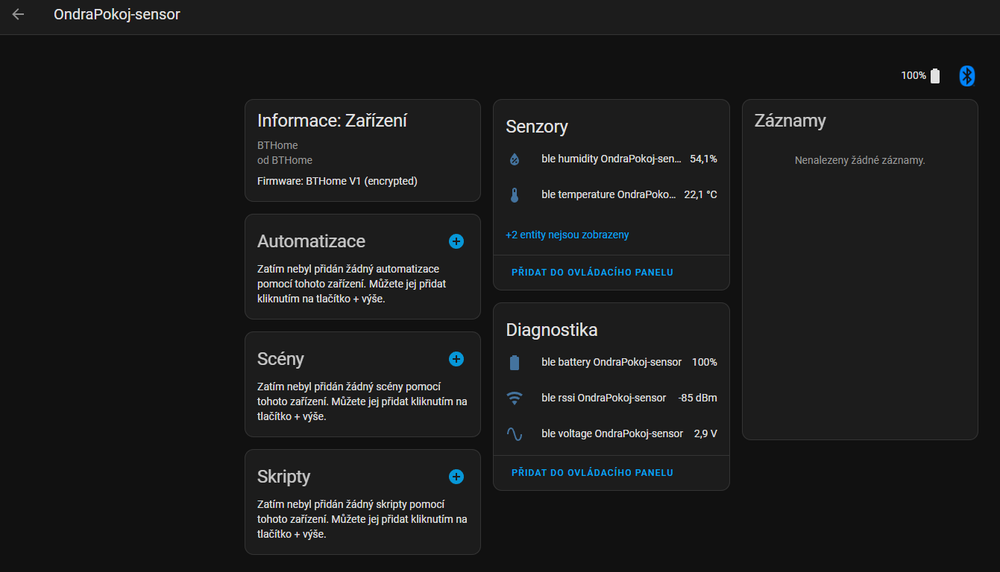 OndraPokoj-sensor
100%
Informace: Zařízení
BTHome
od BTHome
Firmware: BTHome V1 (encrypted)
Automatizace
Zatím nebyl přidán žádný automatizace
pomocí tohoto zařízení. Můžete jej přidat
kliknutím na tlačítko + výše.
Scény
Zatím nebyl přidán žádný scény pomocí
tohoto zařízení. Můžete jej přidat kliknutím na
tlačítko + výše.
Skripty
Zatím nebyl přidán žádný skripty pomocí
tohoto zařízení. Můžete jej přidat kliknutím na
tlačítko + výše.
Senzory
ble humidity OndraPokoj-sen... 54,1%
ble temperature OndraPoko... 22,1 °C
+2 entity nejsou zobrazeny
PŘIDAT DO OVLÁDACÍHO PANELU
Diagnostika
ble battery OndraPokoj-sensor 100%
ble rssi OndraPokoj-sensor -85 dBm
ble voltage OndraPokoj-sensor 2,9 V
PŘIDAT DO OVLÁDACÍHO PANELU
Záznamy
Nenalezeny žádné záznamy.